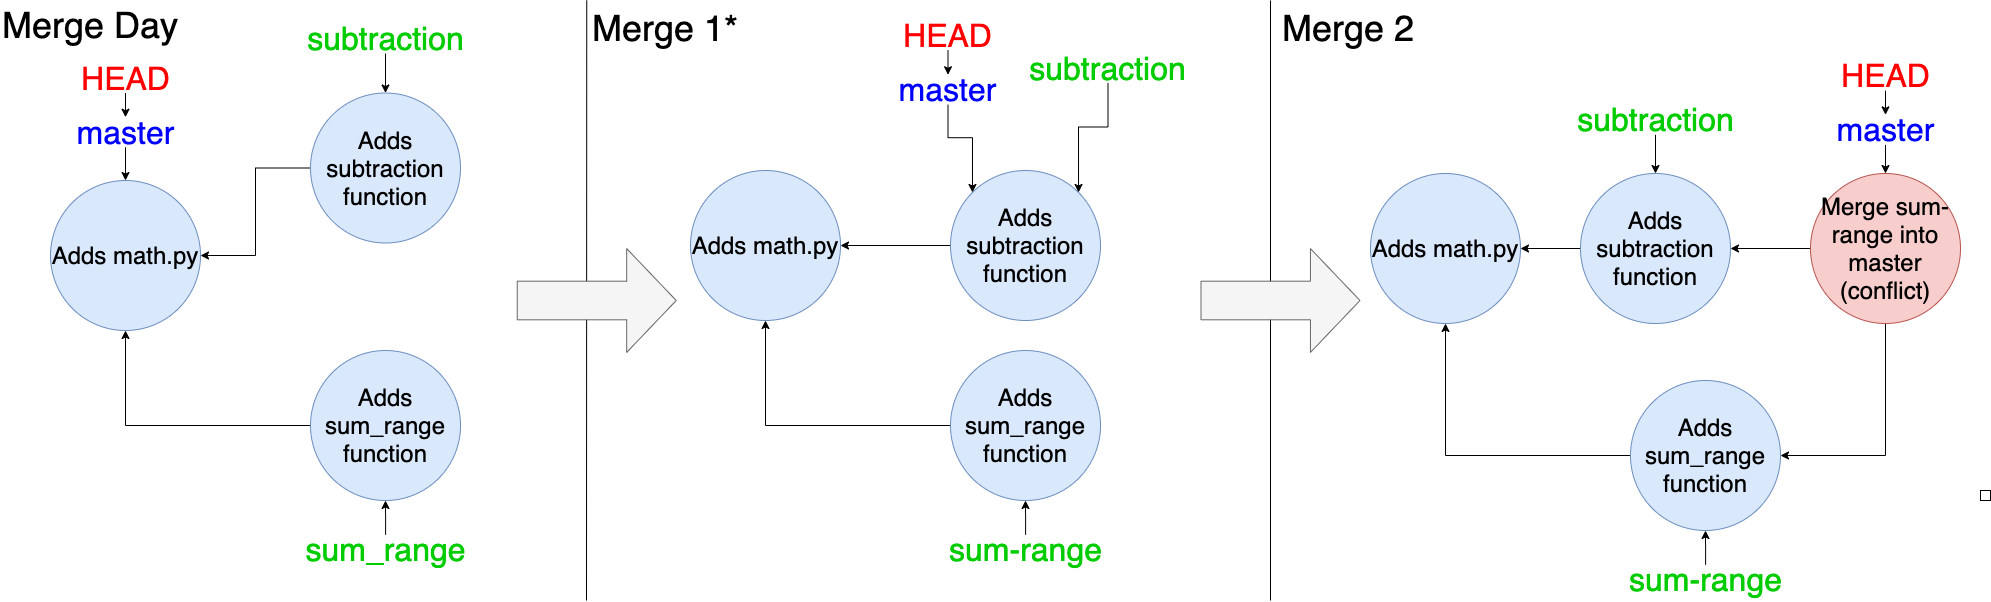 Merge Day
subtraction
HEAD
master
Adds
subtraction
function
Adds math.py
Adds
sum_range
function
sum_range
Merge 1*
HEAD
master
subtraction
Adds math.py
Adds
subtraction
function
Adds
sum_range
function
sum-range
Merge 2
HEAD
subtraction
master
Adds math.py
Adds
subtraction
function
Merge sum-
range into
master
(conflict)
Adds
sum_range
function
sum-range